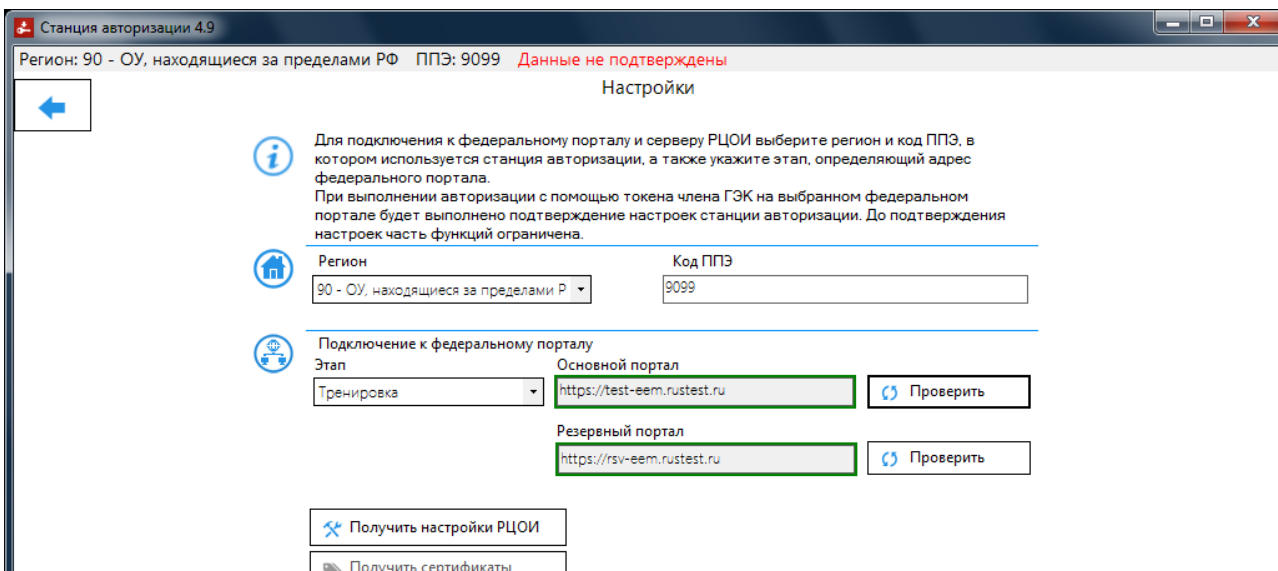 Станция авторизации 4.9
Регион: 90 - ОУ, находящиеся за пределами РФ ППЭ: 9099 Данные не подтверждены
Настройки
Для подключения к федеральному порталу и серверу РЦОИ выберите регион и код ППЭ, в
котором используется станция авторизации, а также укажите этап, определяющий адрес
федерального портала.
При выполнении авторизации с помощью токена члена ГЭК на выбранном федеральном
портале будет выполнено подтверждение настроек станции авторизации. До подтверждения
настроек часть функций ограничена.
Регион Код ППЭ
90 - ОУ, находящиеся за пределами Р 9099
Подключение к федеральному порталу
Этап Основной портал
Тренировка https://test-eem.rustest.ru Проверить
Резервный портал
https://rsv-eem.rustest.ru Проверить
Получить настройки РЦОИ
Получить сертификаты